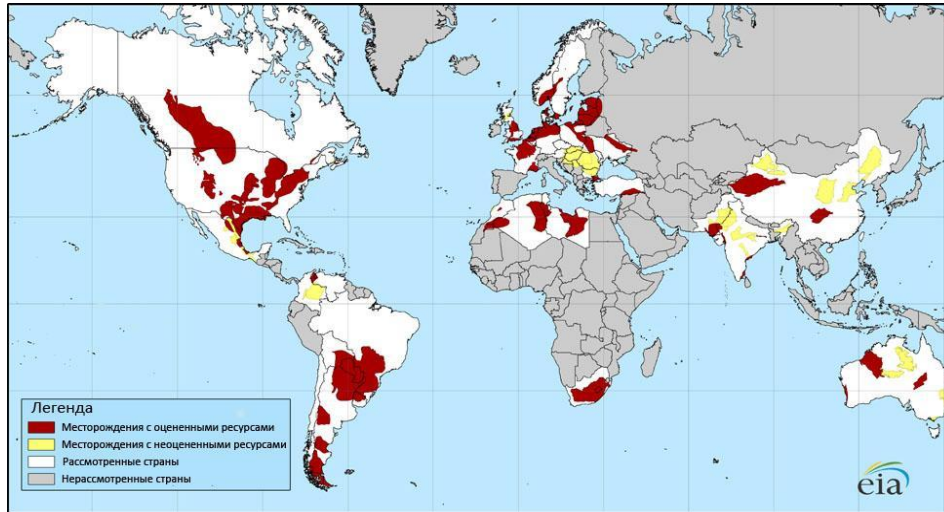 Легенда
Месторождения с оцененными ресурсами
Месторождения с неоцененными ресурсами
Рассмотренные страны
Нерассмотренные страны
eia